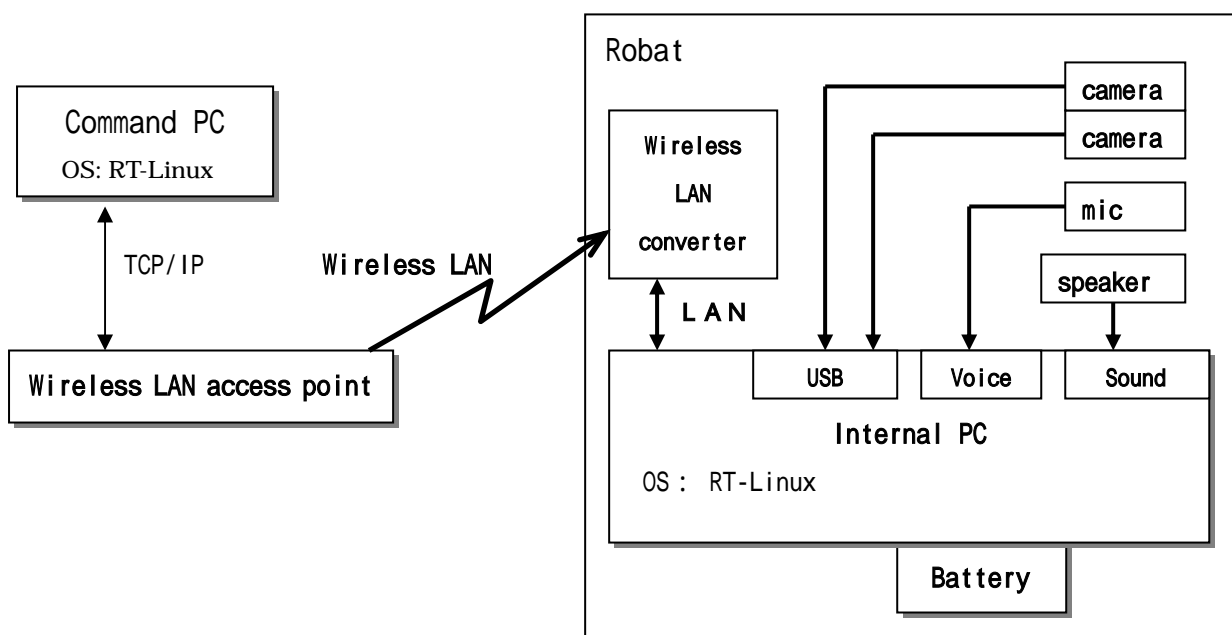 Robat
camera
camera
Command PC
OS: RT-Linux
Wireless
LAN
converter
mic
TCP/IP
Wireless LAN
speaker
LAN
Wireless LAN access point
USB
Voice
Sound
Internal PC
OS: RT-Linux
Battery